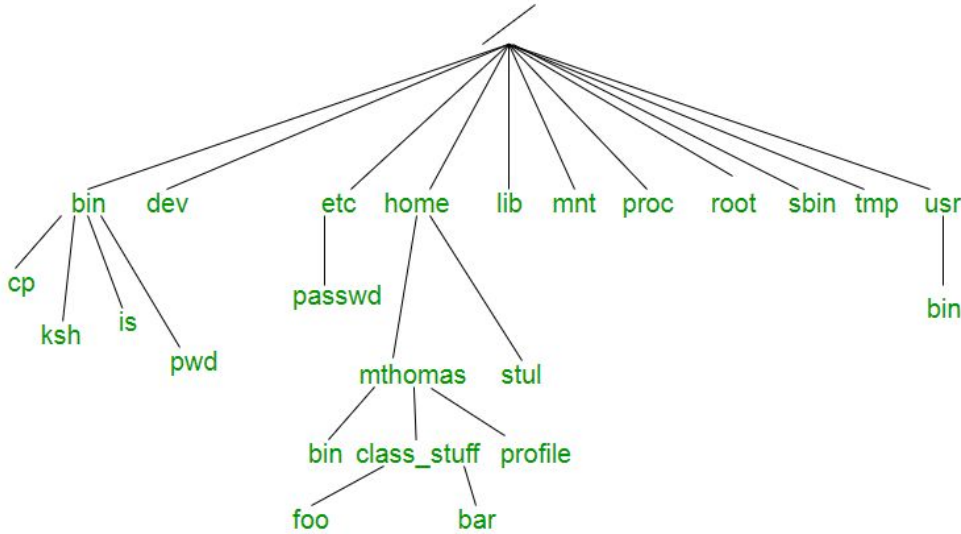 /
bin dev etc home lib mnt proc root sbin tmp usr
cp
passwd
bin
ksh
is
pwd
mthomas stul
bin class_stuff profile
foo bar